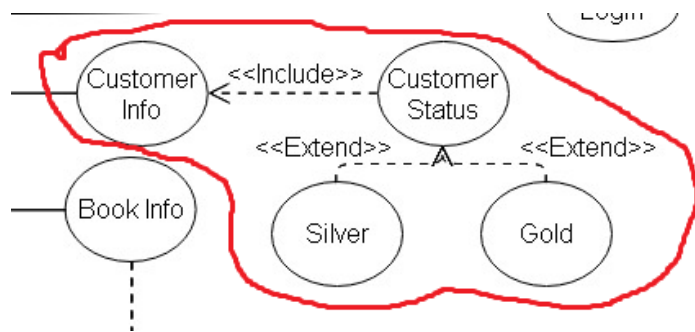 Login
Customer
Info
<<Include>>
Customer
Status
<<Extend>>
<<Extend>>
Book Info
Silver
Gold